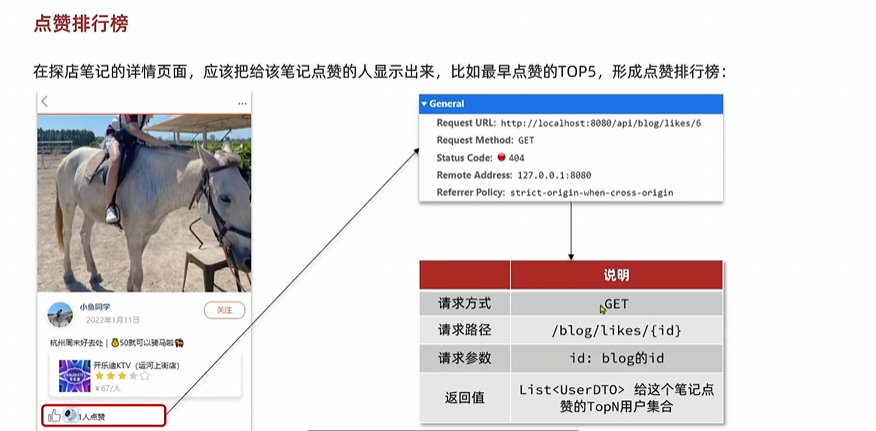 点赞排行榜
在探店笔记的详情页面，应该把给该笔记点赞的人显示出来，比如最早点赞的TOP5，形成点赞排行榜：
小鱼同学
2022年1月11日
关注
杭州周末好去处 | 💰50就可以骑马啦🐎
开乐迪KTV（运河上街店）
￥67/人
1人点赞
General
Request URL: http://localhost:8080/api/blog/likes/6
Request Method: GET
Status Code: 404
Remote Address: 127.0.0.1:8080
Referrer Policy: strict-origin-when-cross-origin
说明
请求方式 GET
请求路径 /blog/likes/{id}
请求参数 id: blog的id
返回值 List<UserDTO> 给这个笔记点
赞的TopN用户集合